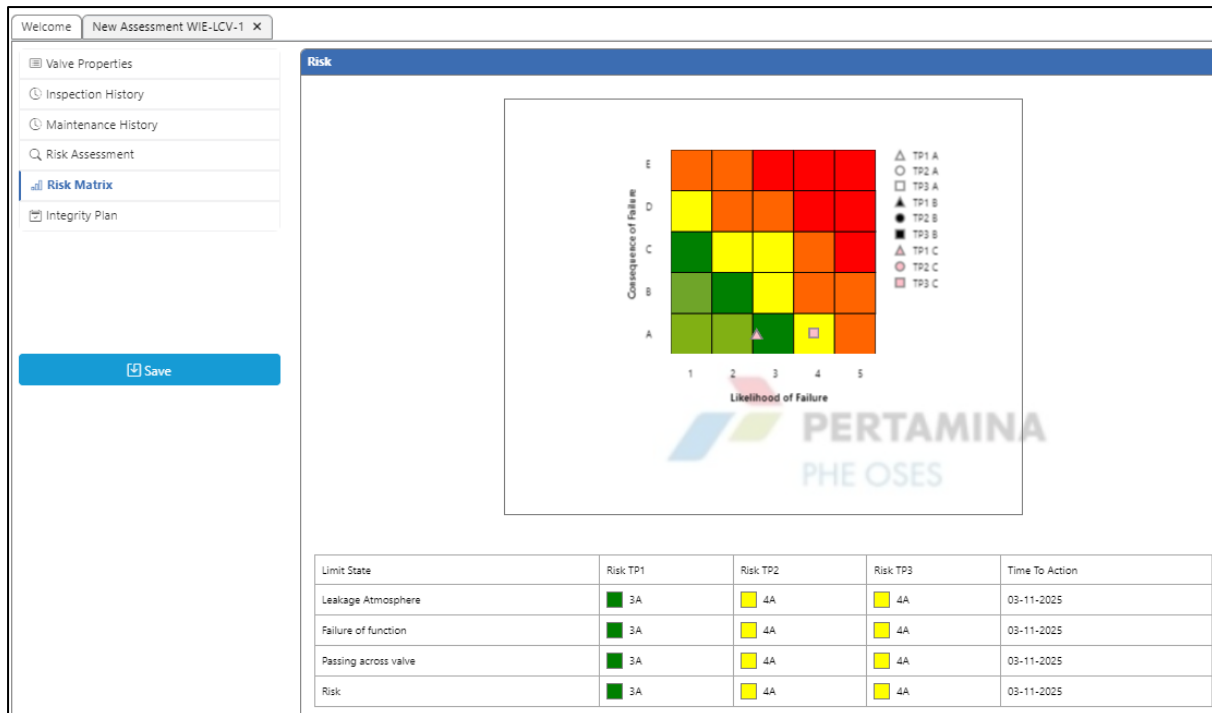 Welcome New Assessment WIE-LCV-1 ×
Valve Properties
Inspection History
Maintenance History
Risk Assessment
Risk Matrix
Integrity Plan
Save
Risk
Consequence of Failure
E
D
C
B
A
1 2 3 4 5
Likelihood of Failure
TP1 A
TP2 A
TP3 A
TP1 B
TP2 B
TP3 B
TP1 C
TP2 C
TP3 C
PERTAMINA
PHE OSES
Limit State Risk TP1 Risk TP2 Risk TP3 Time To Action
Leakage Atmosphere 3A 4A 4A 03-11-2025
Failure of function 3A 4A 4A 03-11-2025
Passing across valve 3A 4A 4A 03-11-2025
Risk 3A 4A 4A 03-11-2025